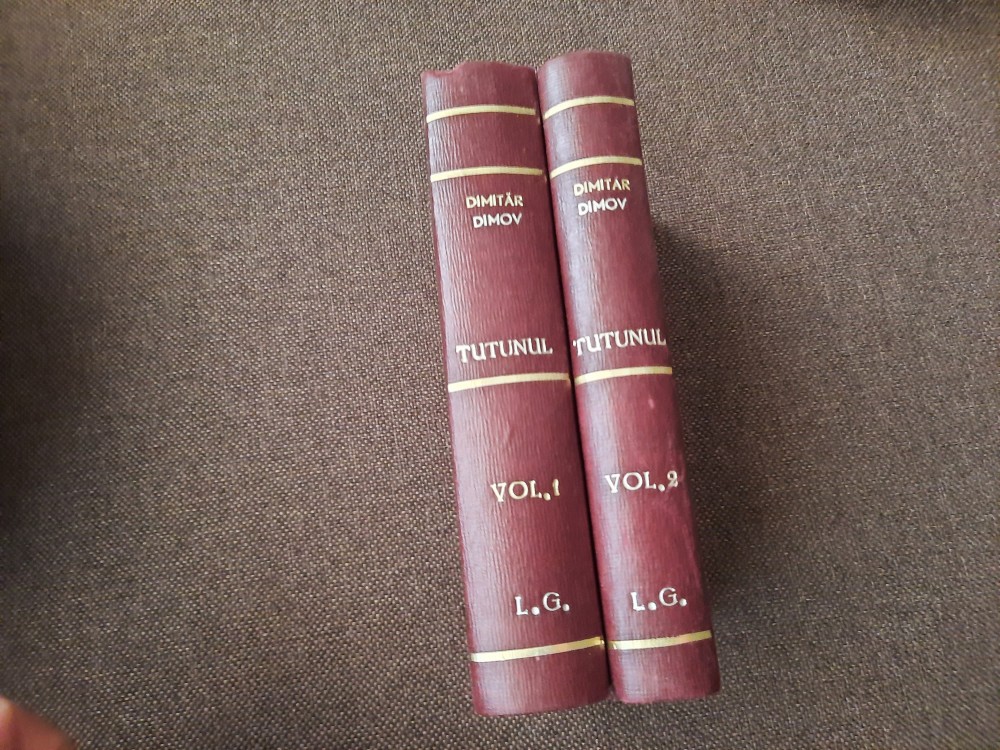 DIMITĂR
DIMOV
TUTUNUL
VOL.1
L.G.
DIMITĂR
DIMOV
TUTUNUL
VOL.2
L.G.